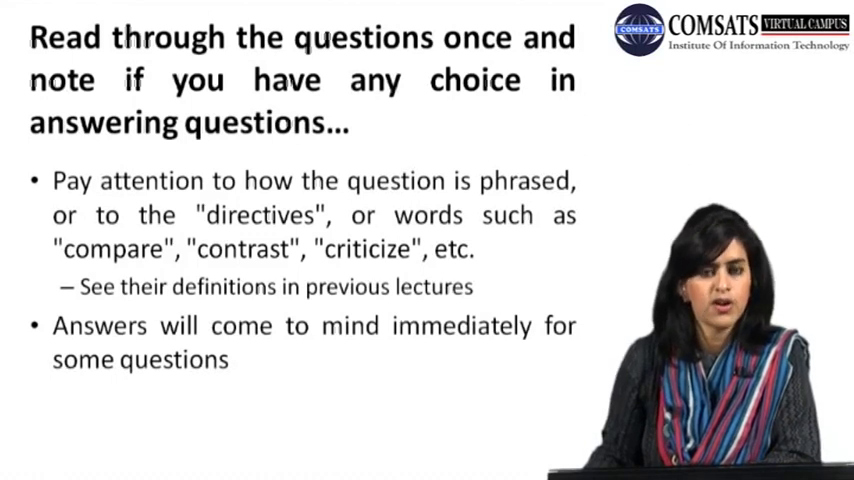 Read through the questions once and
note if you have any choice in
answering questions...
• Pay attention to how the question is phrased,
or to the "directives", or words such as
"compare", "contrast", "criticize", etc.
– See their definitions in previous lectures
• Answers will come to mind immediately for
some questions
COMSATS
COMSATS VIRTUAL CAMPUS
Institute Of Information Technology